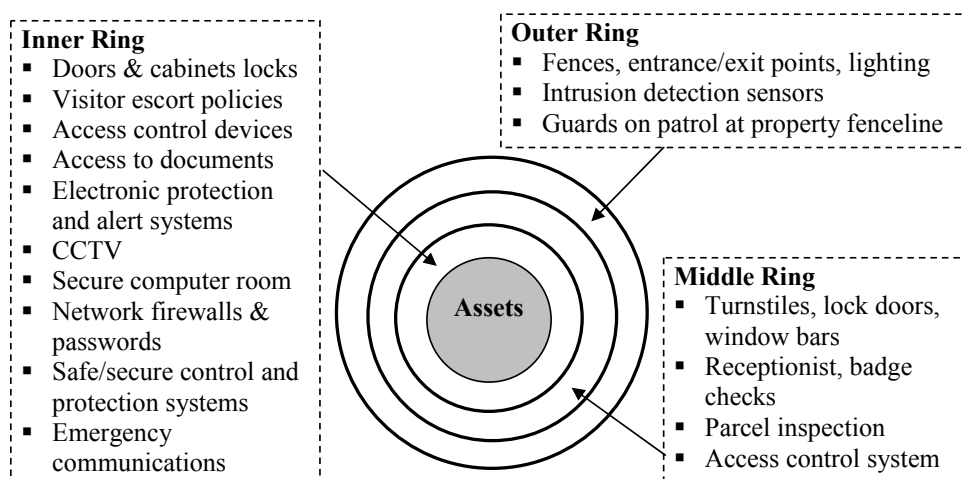 Inner Ring
▪ Doors & cabinets locks
▪ Visitor escort policies
▪ Access control devices
▪ Access to documents
▪ Electronic protection
and alert systems
▪ CCTV
▪ Secure computer room
▪ Network firewalls &
passwords
▪ Safe/secure control and
protection systems
▪ Emergency
communications
Outer Ring
▪ Fences, entrance/exit points, lighting
▪ Intrusion detection sensors
▪ Guards on patrol at property fenceline
Assets
Middle Ring
▪ Turnstiles, lock doors,
window bars
▪ Receptionist, badge
checks
▪ Parcel inspection
▪ Access control system